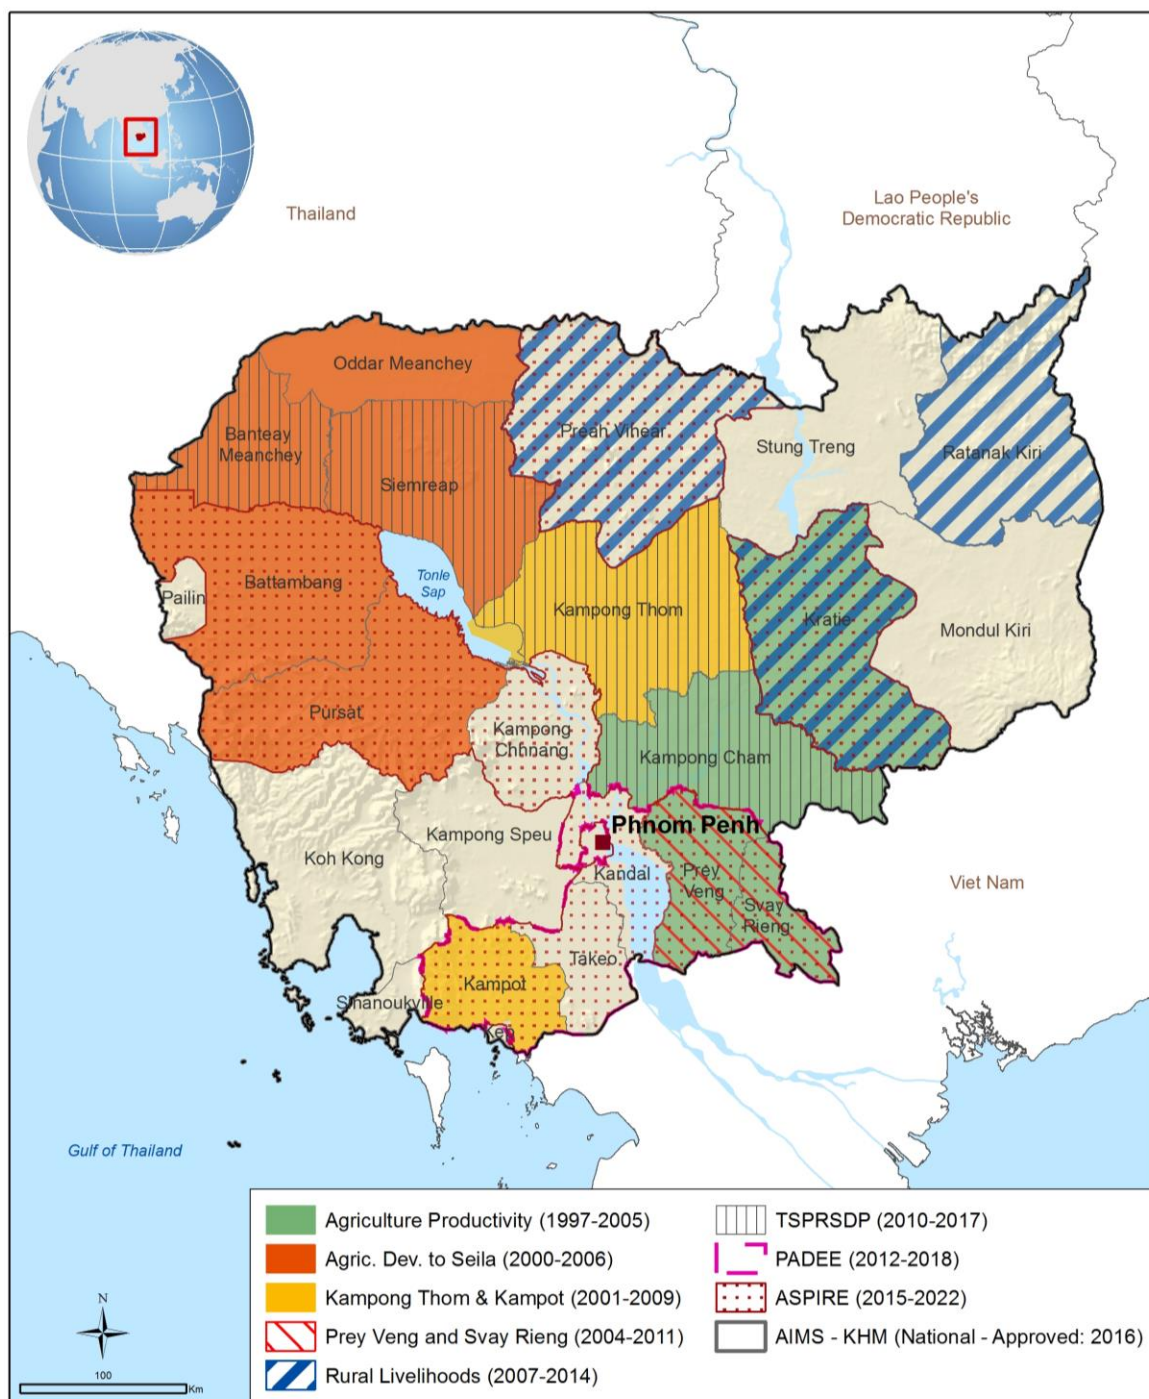 Thailand
Lao People's
Democratic Republic
Oddar Meanchey
Banteay
Meanchey
Preah Vihear
Stung Treng
Ratanak Kiri
Siemreap
Tonle
Sap
Battambang
Pailin
Kampong Thom
Kratie
Mondul Kiri
Pursat
Kampong
Chhnang
Kampong Cham
Phnom Penh
Kampong Speu
Koh Kong
Kandal
Prey
Veng
Svay
Rieng
Viet Nam
Takeo
Kampot
Sihanoukville
Kep
Gulf of Thailand
Agriculture Productivity (1997-2005)
Agric. Dev. to Seila (2000-2006)
Kampong Thom & Kampot (2001-2009)
Prey Veng and Svay Rieng (2004-2011)
Rural Livelihoods (2007-2014)
TSPRSDP (2010-2017)
PADEE (2012-2018)
ASPIRE (2015-2022)
AIMS - KHM (National - Approved: 2016)
N
100
Km